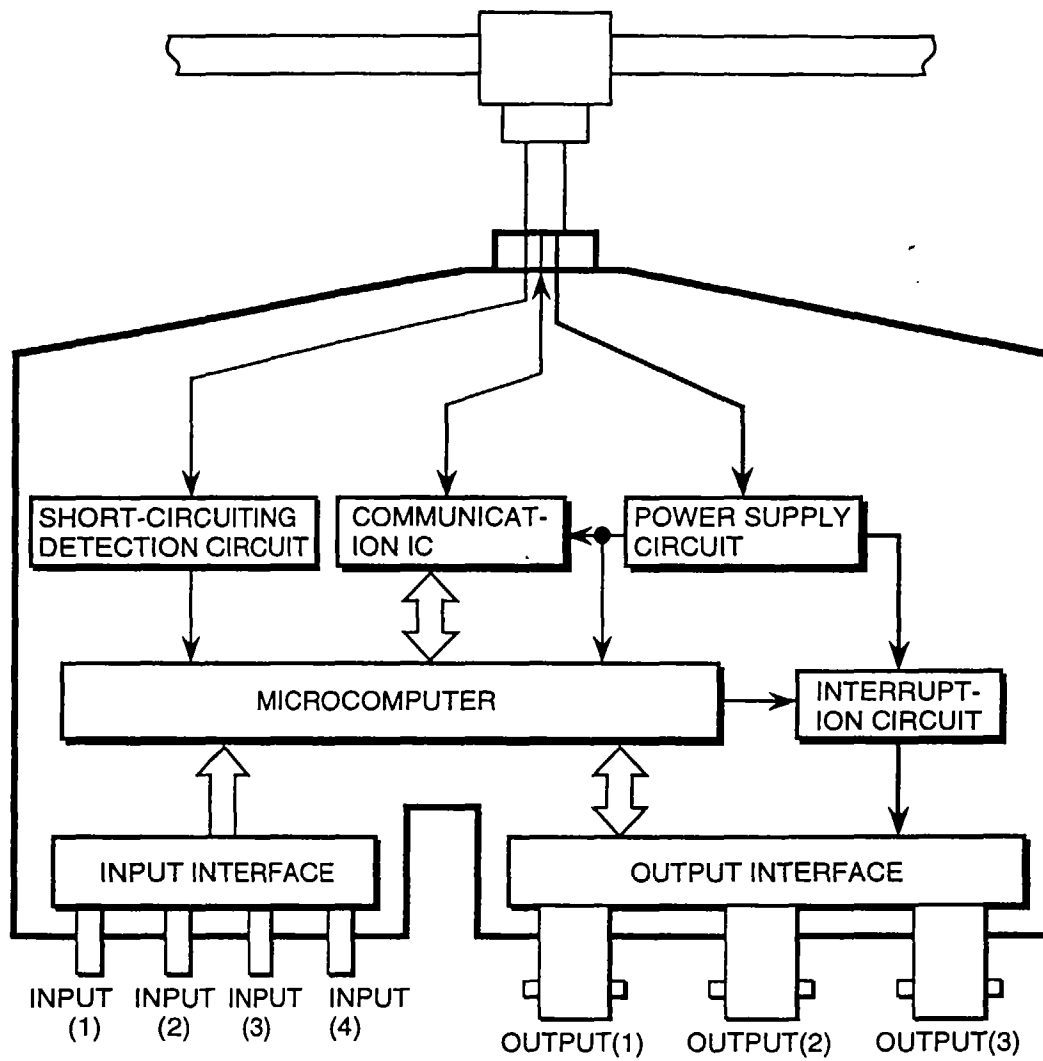 SHORT-CIRCUITING
DETECTION CIRCUIT
COMMUNICAT-
ION IC
POWER SUPPLY
CIRCUIT
MICROCOMPUTER
INTERRUPT-
ION CIRCUIT
INPUT INTERFACE
OUTPUT INTERFACE
INPUT
(1)
INPUT
(2)
INPUT
(3)
INPUT
(4)
OUTPUT(1)
OUTPUT(2)
OUTPUT(3)